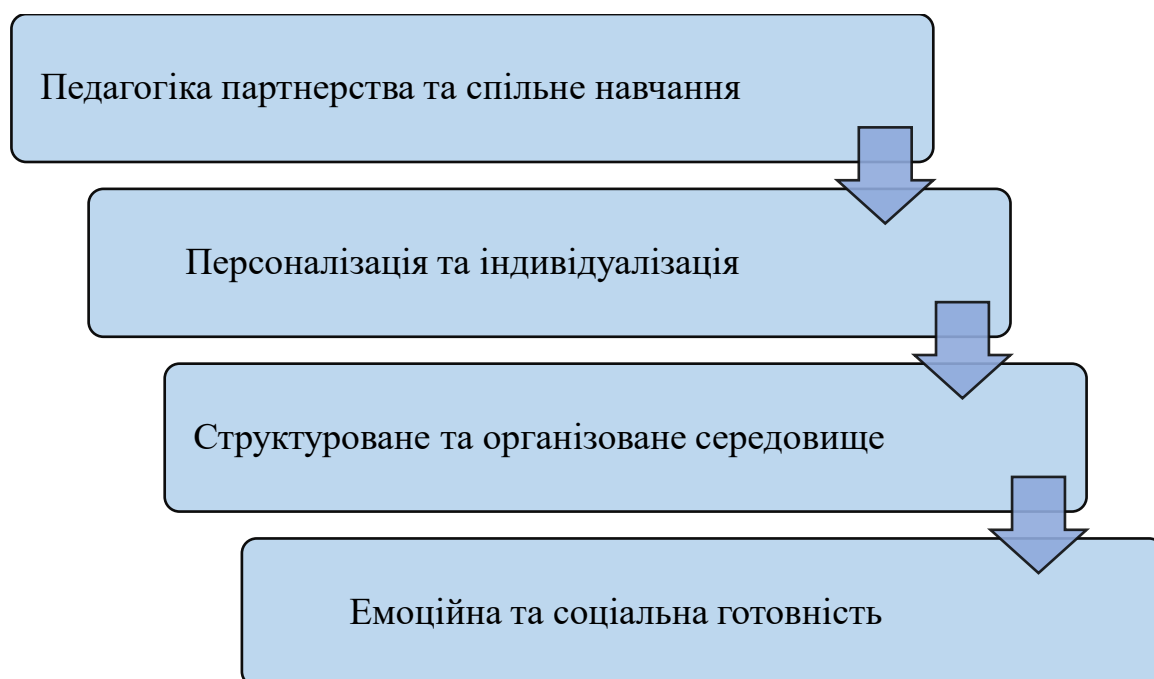 Педагогіка партнерства та спільне навчання
Персоналізація та індивідуалізація
Структуроване та організоване середовище
Емоційна та соціальна готовність